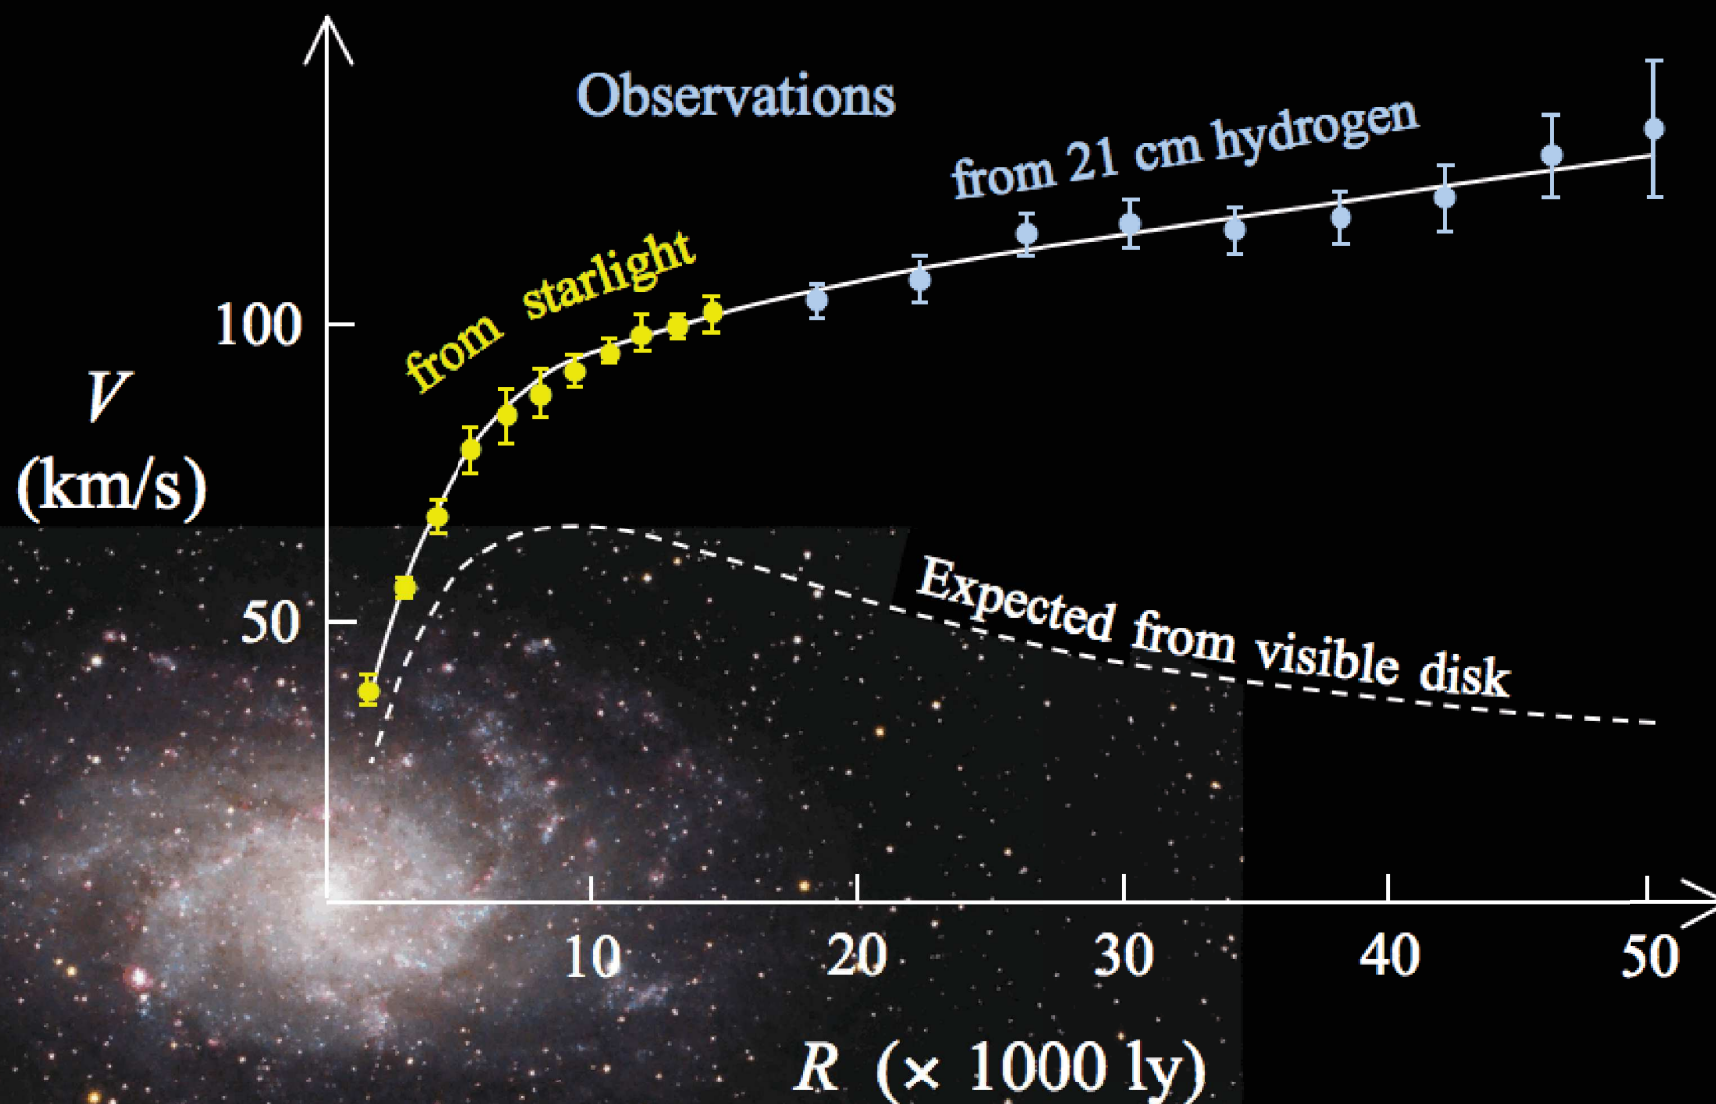 Observations
from 21 cm hydrogen
from starlight
100
V
(km/s)
50
Expected from visible disk
10 20 30 40 50
R (× 1000 ly)